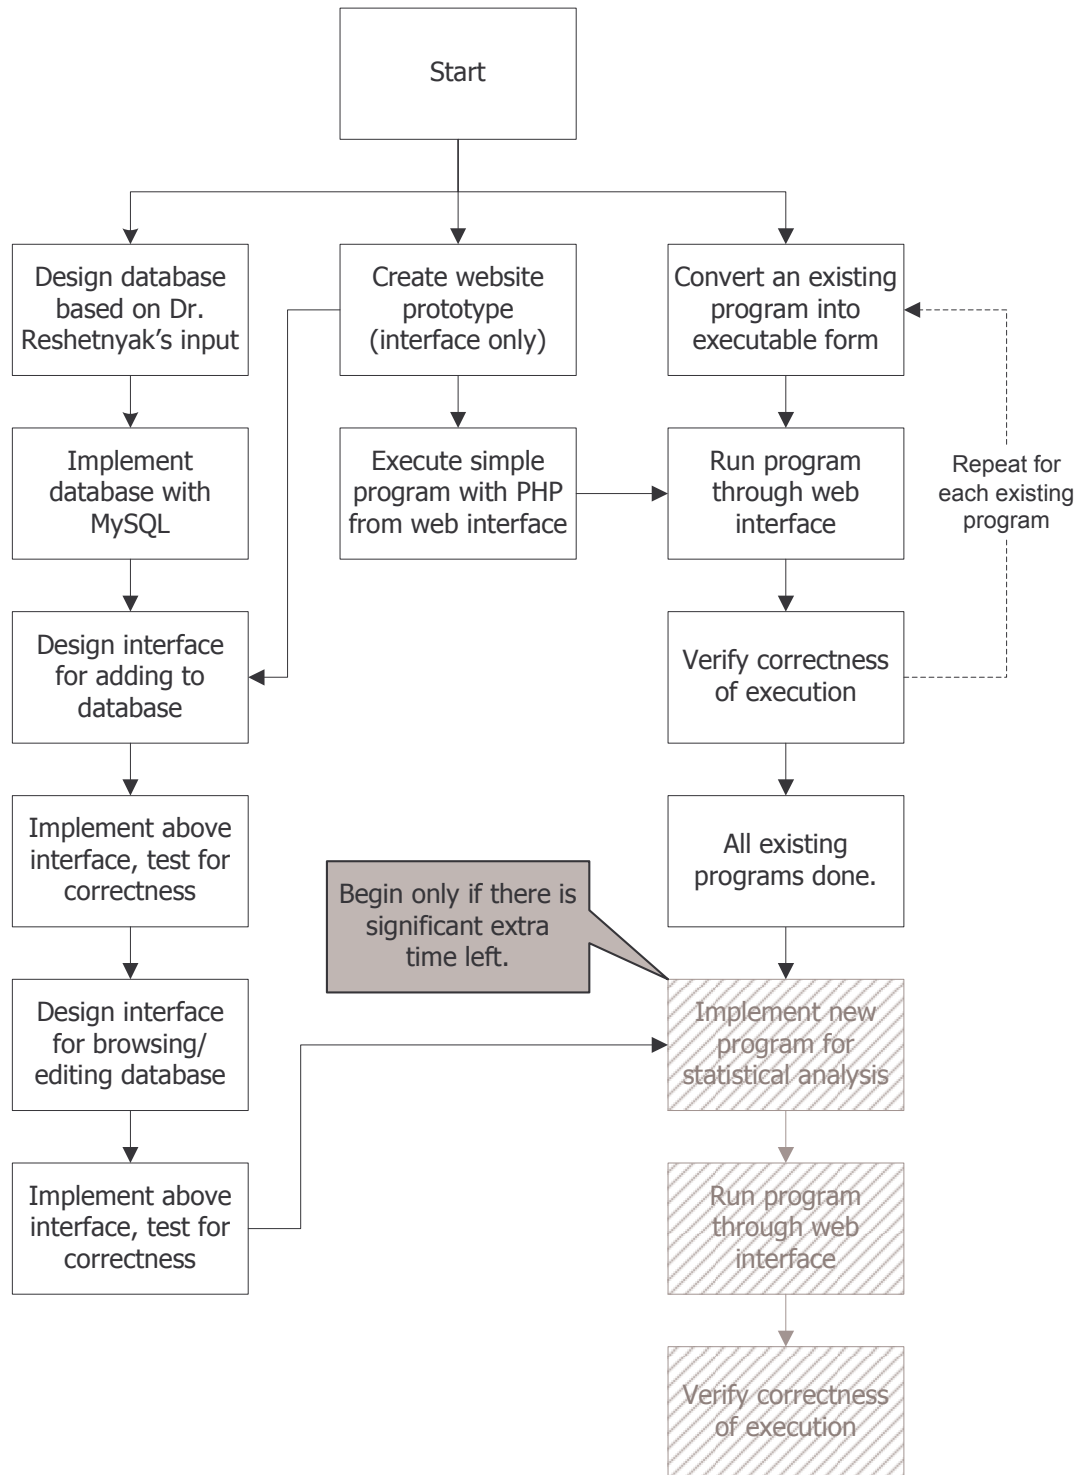 Start
Design database
based on Dr.
Reshetnyak’s input
Create website
prototype
(interface only)
Convert an existing
program into
executable form
Implement
database with
MySQL
Execute simple
program with PHP
from web interface
Run program
through web
interface
Repeat for
each existing
program
Design interface
for adding to
database
Verify correctness
of execution
Implement above
interface, test for
correctness
All existing
programs done.
Begin only if there is
significant extra
time left.
Design interface
for browsing/
editing database
Implement new
program for
statistical analysis
Implement above
interface, test for
correctness
Run program
through web
interface
Verify correctness
of execution